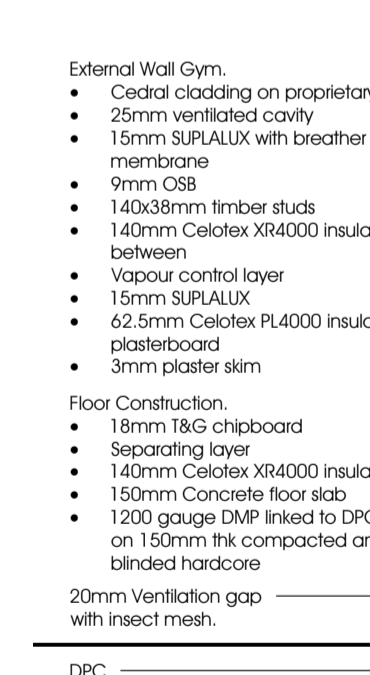 External Wall Gym.
• Cedral cladding on proprietary
• 25mm ventilated cavity
• 15mm SUPLALUX with breather
membrane
• 9mm OSB
• 140x38mm timber studs
• 140mm Celotex XR4000 insula
between
• Vapour control layer
• 15mm SUPLALUX
• 62.5mm Celotex PL4000 insula
plasterboard
• 3mm plaster skim
Floor Construction.
• 18mm T&G chipboard
• Separating layer
• 140mm Celotex XR4000 insula
• 150mm Concrete floor slab
• 1200 gauge DMP linked to DPC
on 150mm thk compacted an
blinded hardcore
20mm Ventilation gap
with insect mesh.
DPC